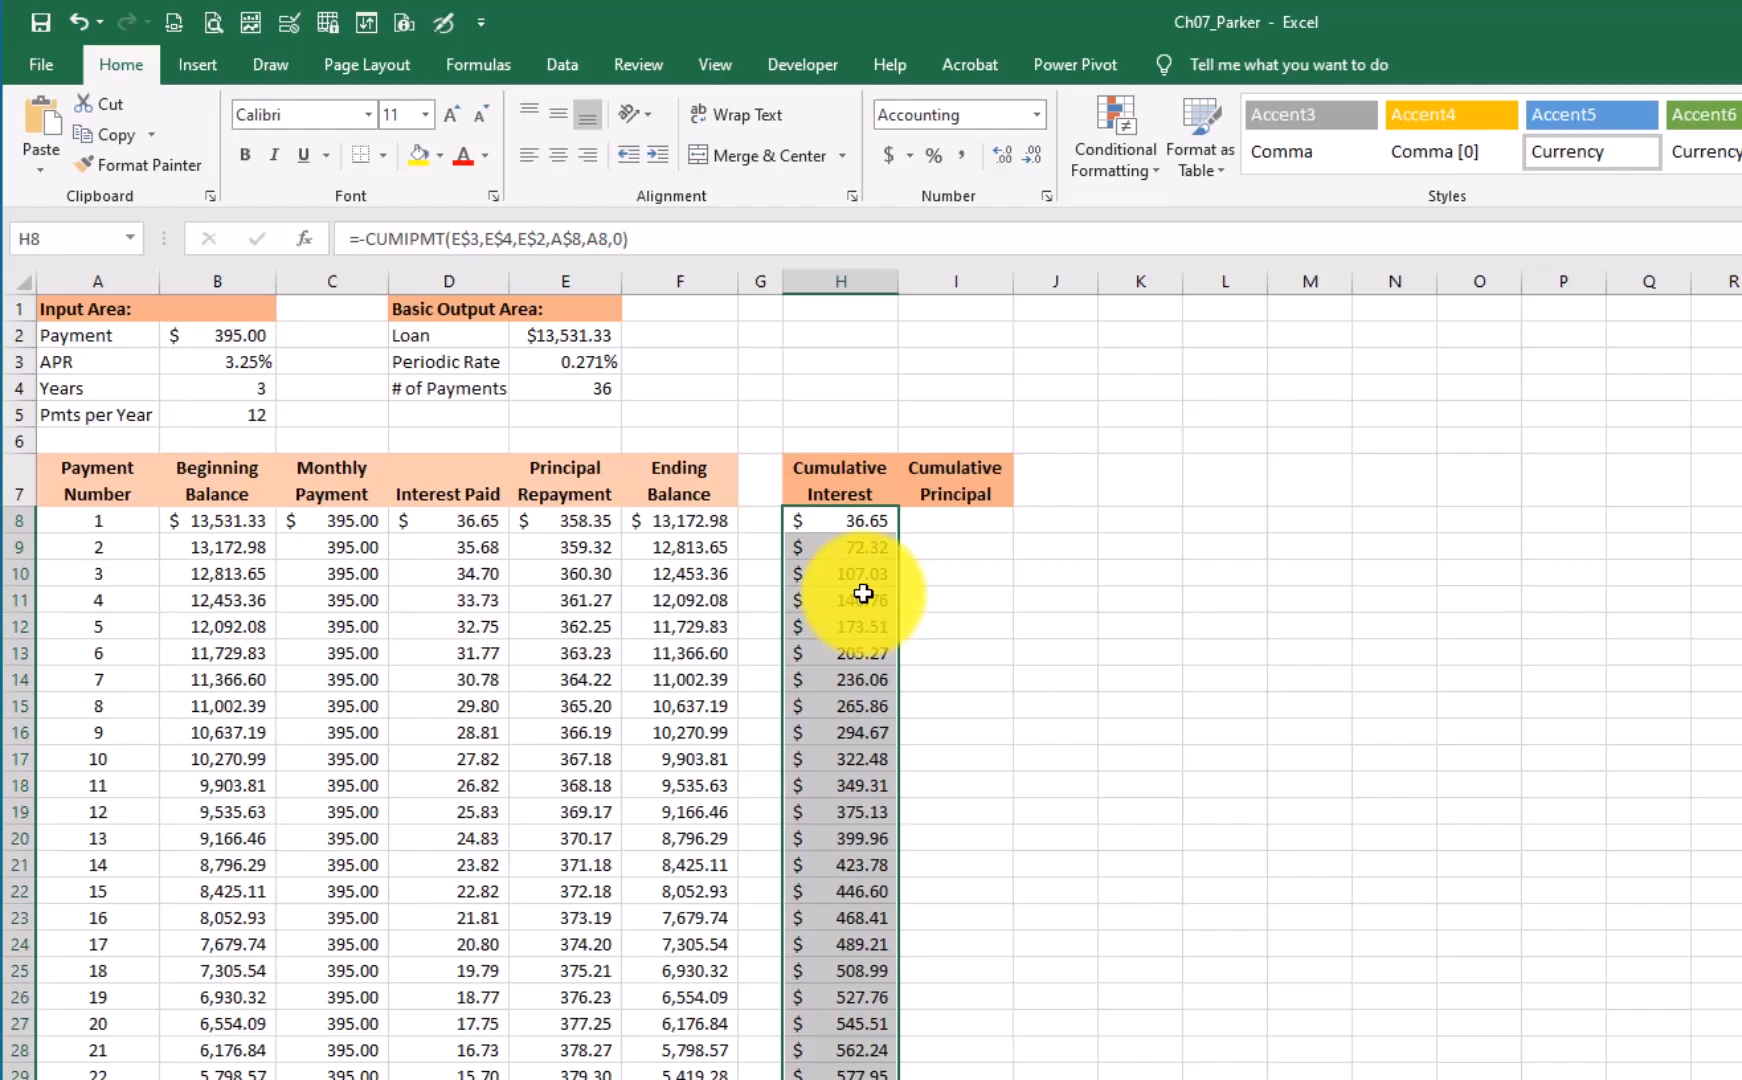 Ch07_Parker - Excel
File Home Insert Draw Page Layout Formulas Data Review View Developer Help Acrobat Power Pivot Tell me what you want to do
Paste
Cut
Copy
Format Painter
Clipboard
Calibri 11
B I U
Font
Wrap Text
Merge & Center
Alignment
Accounting
$ % ,
Number
Conditional Formatting
Format as Table
Accent3 Accent4 Accent5 Accent6
Comma Comma [0] Currency Currency
Styles
H8 fx =-CUMIPMT(E$3,E$4,E$2,A$8,A8,0)
A B C D E F G H I J K L M N O P Q R
1 Input Area: Basic Output Area:
2 Payment $ 395.00 Loan $13,531.33
3 APR 3.25% Periodic Rate 0.271%
4 Years 3 # of Payments 36
5 Pmts per Year 12
6
Payment Beginning Monthly Principal Ending Cumulative Cumulative
7 Number Balance Payment Interest Paid Repayment Balance Interest Principal
8 1 $ 13,531.33 $ 395.00 $ 36.65 $ 358.35 $ 13,172.98 $ 36.65
9 2 13,172.98 395.00 35.68 359.32 12,813.65 $ 72.32
10 3 12,813.65 395.00 34.70 360.30 12,453.36 $ 107.03
11 4 12,453.36 395.00 33.73 361.27 12,092.08 $
12 5 12,092.08 395.00 32.75 362.25 11,729.83 $ 173.51
13 6 11,729.83 395.00 31.77 363.23 11,366.60 $ 205.27
14 7 11,366.60 395.00 30.78 364.22 11,002.39 $ 236.06
15 8 11,002.39 395.00 29.80 365.20 10,637.19 $ 265.86
16 9 10,637.19 395.00 28.81 366.19 10,270.99 $ 294.67
17 10 10,270.99 395.00 27.82 367.18 9,903.81 $ 322.48
18 11 9,903.81 395.00 26.82 368.18 9,535.63 $ 349.31
19 12 9,535.63 395.00 25.83 369.17 9,166.46 $ 375.13
20 13 9,166.46 395.00 24.83 370.17 8,796.29 $ 399.96
21 14 8,796.29 395.00 23.82 371.18 8,425.11 $ 423.78
22 15 8,425.11 395.00 22.82 372.18 8,052.93 $ 446.60
23 16 8,052.93 395.00 21.81 373.19 7,679.74 $ 468.41
24 17 7,679.74 395.00 20.80 374.20 7,305.54 $ 489.21
25 18 7,305.54 395.00 19.79 375.21 6,930.32 $ 508.99
26 19 6,930.32 395.00 18.77 376.23 6,554.09 $ 527.76
27 20 6,554.09 395.00 17.75 377.25 6,176.84 $ 545.51
28 21 6,176.84 395.00 16.73 378.27 5,798.57 $ 562.24
29 22 5,798.57 395.00 15.70 379.30 5,419.28 $ 577.95